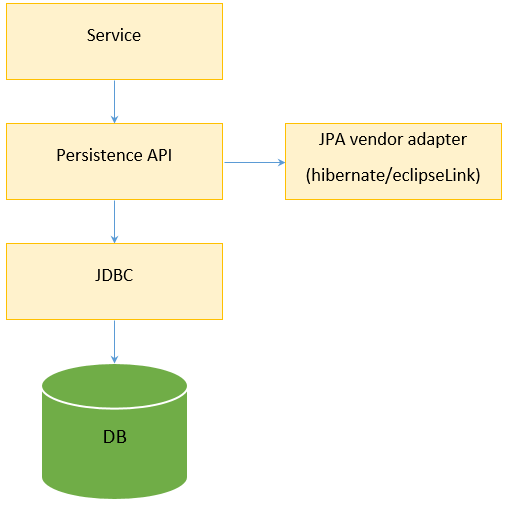 Service
Persistence API
JPA vendor adapter
(hibernate/eclipseLink)
JDBC
DB